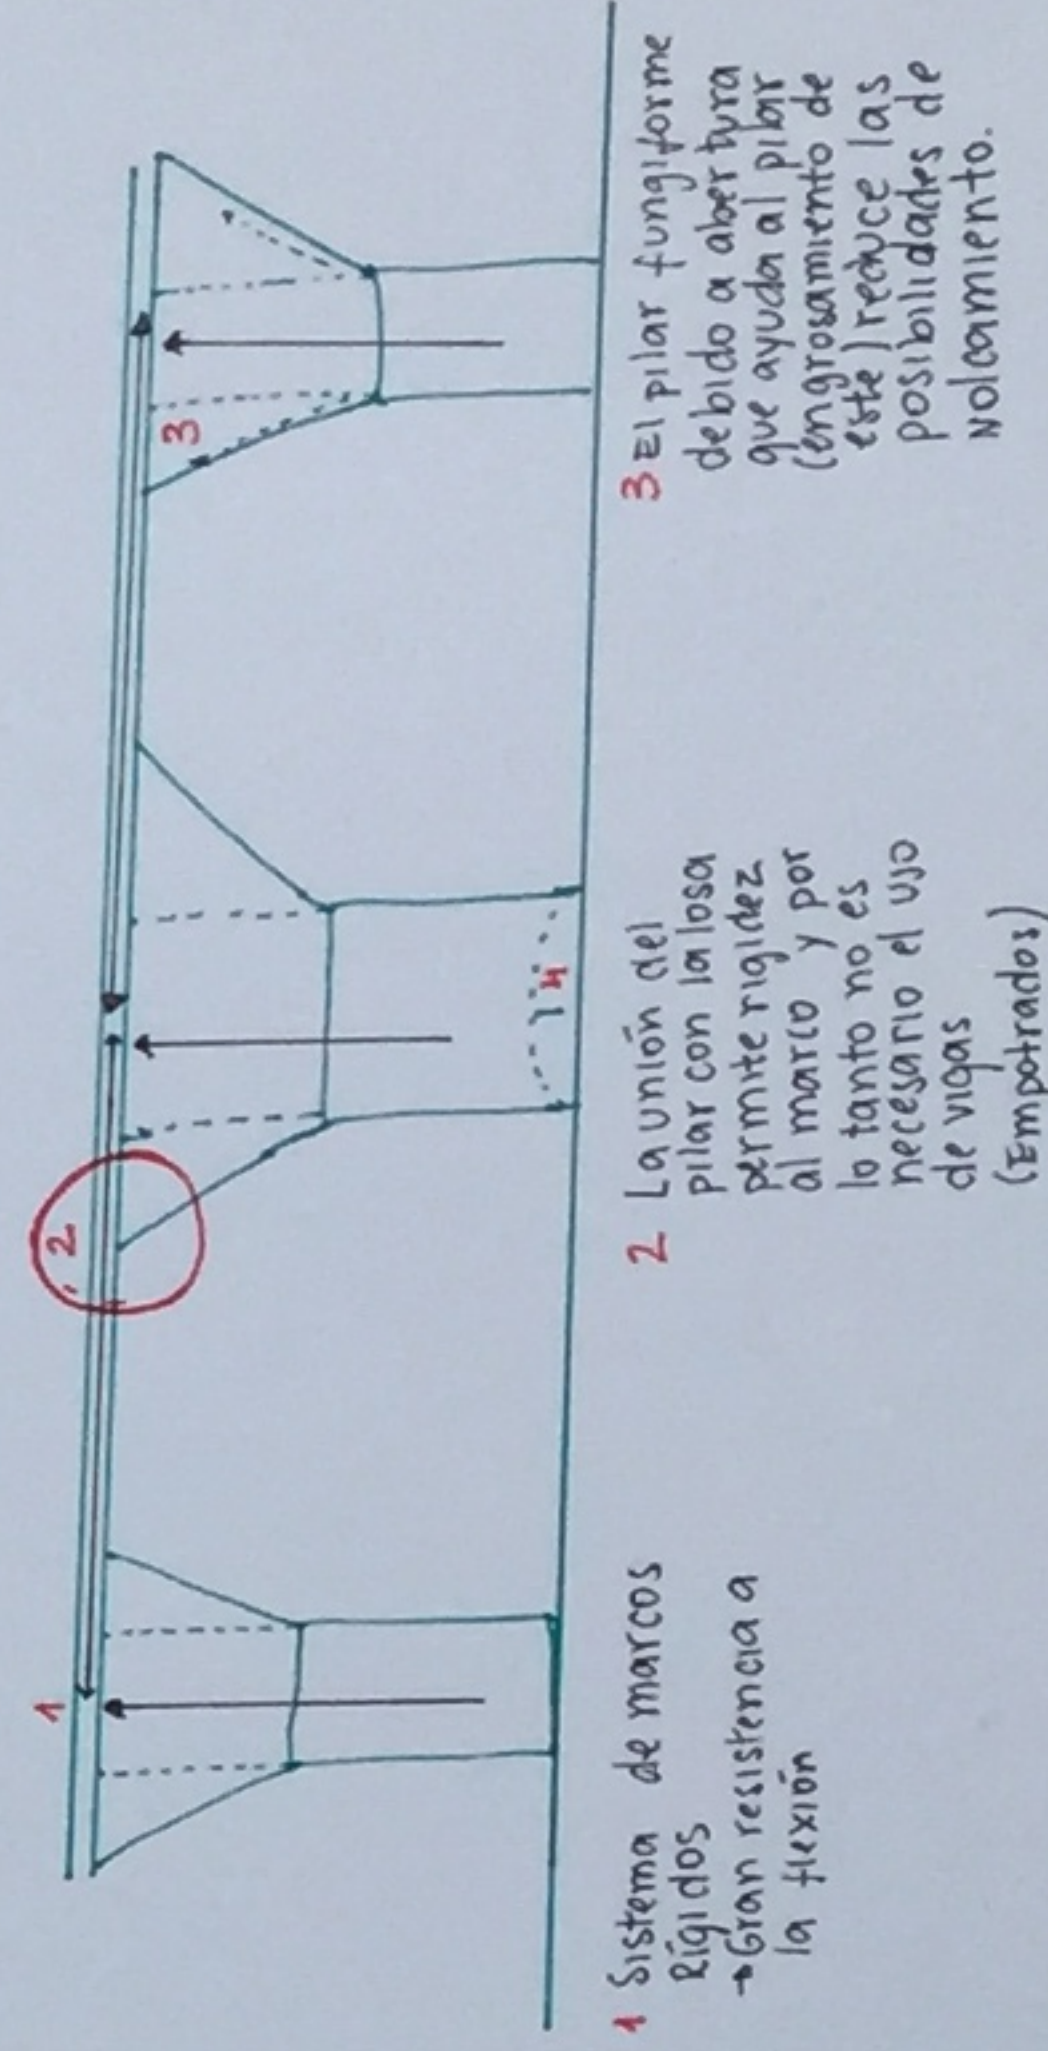 1
2
3
4
1 Sistema de marcos
Rígidos
→ Gran resistencia a
la flexión
2 La unión del
pilar con la losa
permite rigidez
al marco y por
lo tanto no es
necesario el uso
de vigas
(Empotrados)
3 El pilar fungiforme
debido a abertura
que ayuda al pilar
(engrosamiento de
este) reduce las
posibilidades de
volcamiento.